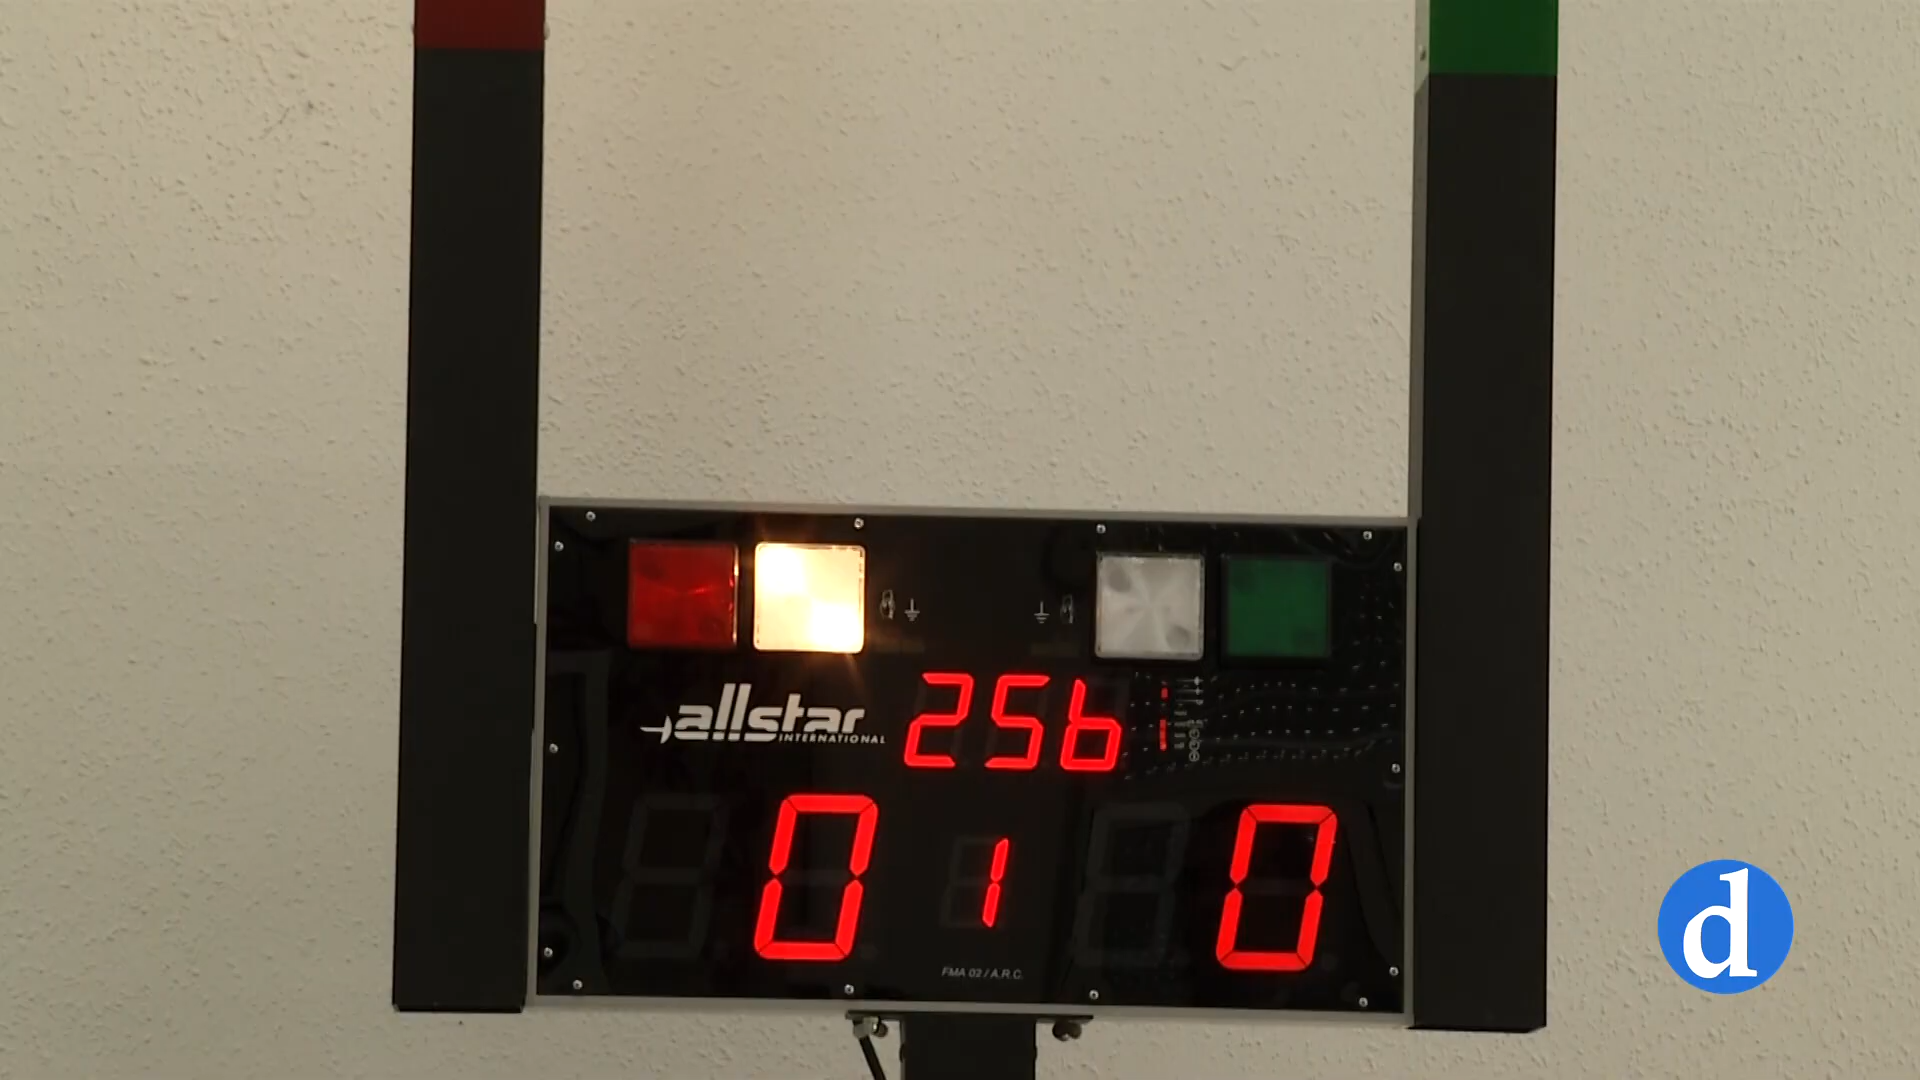 allstar
INTERNATIONAL
256
0 1 0
FMA 02 / A.R.C.
d